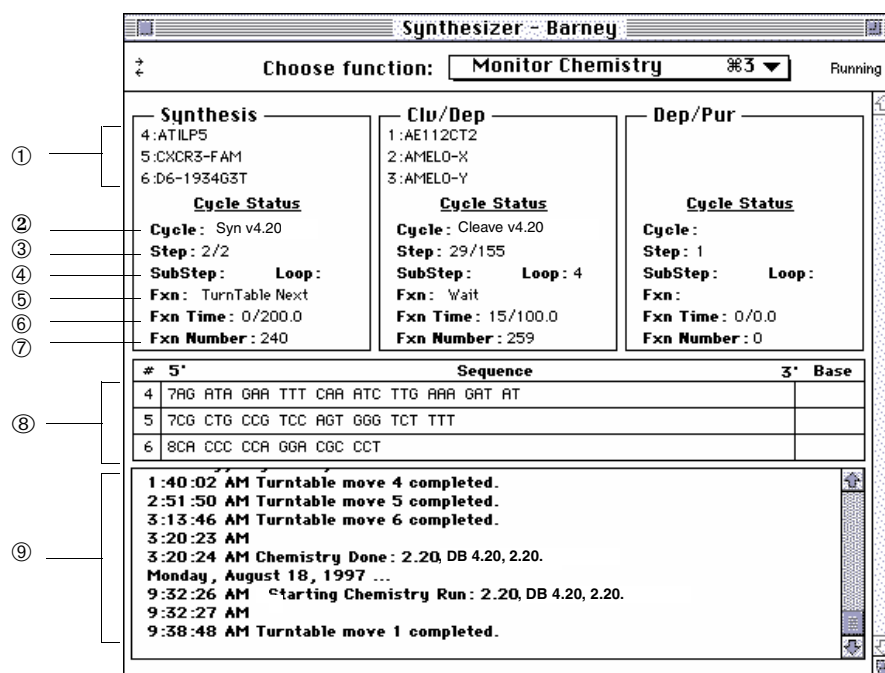 Synthesizer - Barney
Choose function: Monitor Chemistry ⌘3 ▼ Running
Synthesis Clv/Dep Dep/Pur
① 4:ATILP5 1:AE112CT2
5:CXCR3-FAM 2:AMELO-X
6:D6-1934G3T 3:AMELO-Y
Cycle Status Cycle Status Cycle Status
② Cycle: Syn v4.20 Cycle: Cleave v4.20 Cycle:
③ Step: 2/2 Step: 29/155 Step: 1
④ SubStep: Loop: SubStep: Loop: 4 SubStep: Loop:
⑤ Fxn: TurnTable Next Fxn: Wait Fxn:
⑥ Fxn Time: 0/200.0 Fxn Time: 15/100.0 Fxn Time: 0/0.0
⑦ Fxn Number: 240 Fxn Number: 259 Fxn Number: 0
# 5' Sequence 3' Base
⑧ 4 7AG ATA GAA TTT CAA ATC TTG AAA GAT AT
5 7CG CTG CCG TCC AGT GGG TCT TTT
6 8CA CCC CCA GGA CGC CCT
⑨ 1:40:02 AM Turntable move 4 completed.
2:51:50 AM Turntable move 5 completed.
3:13:46 AM Turntable move 6 completed.
3:20:23 AM
3:20:24 AM Chemistry Done: 2.20, DB 4.20, 2.20.
Monday, August 18, 1997 ...
9:32:26 AM Starting Chemistry Run: 2.20, DB 4.20, 2.20.
9:32:27 AM
9:38:48 AM Turntable move 1 completed.